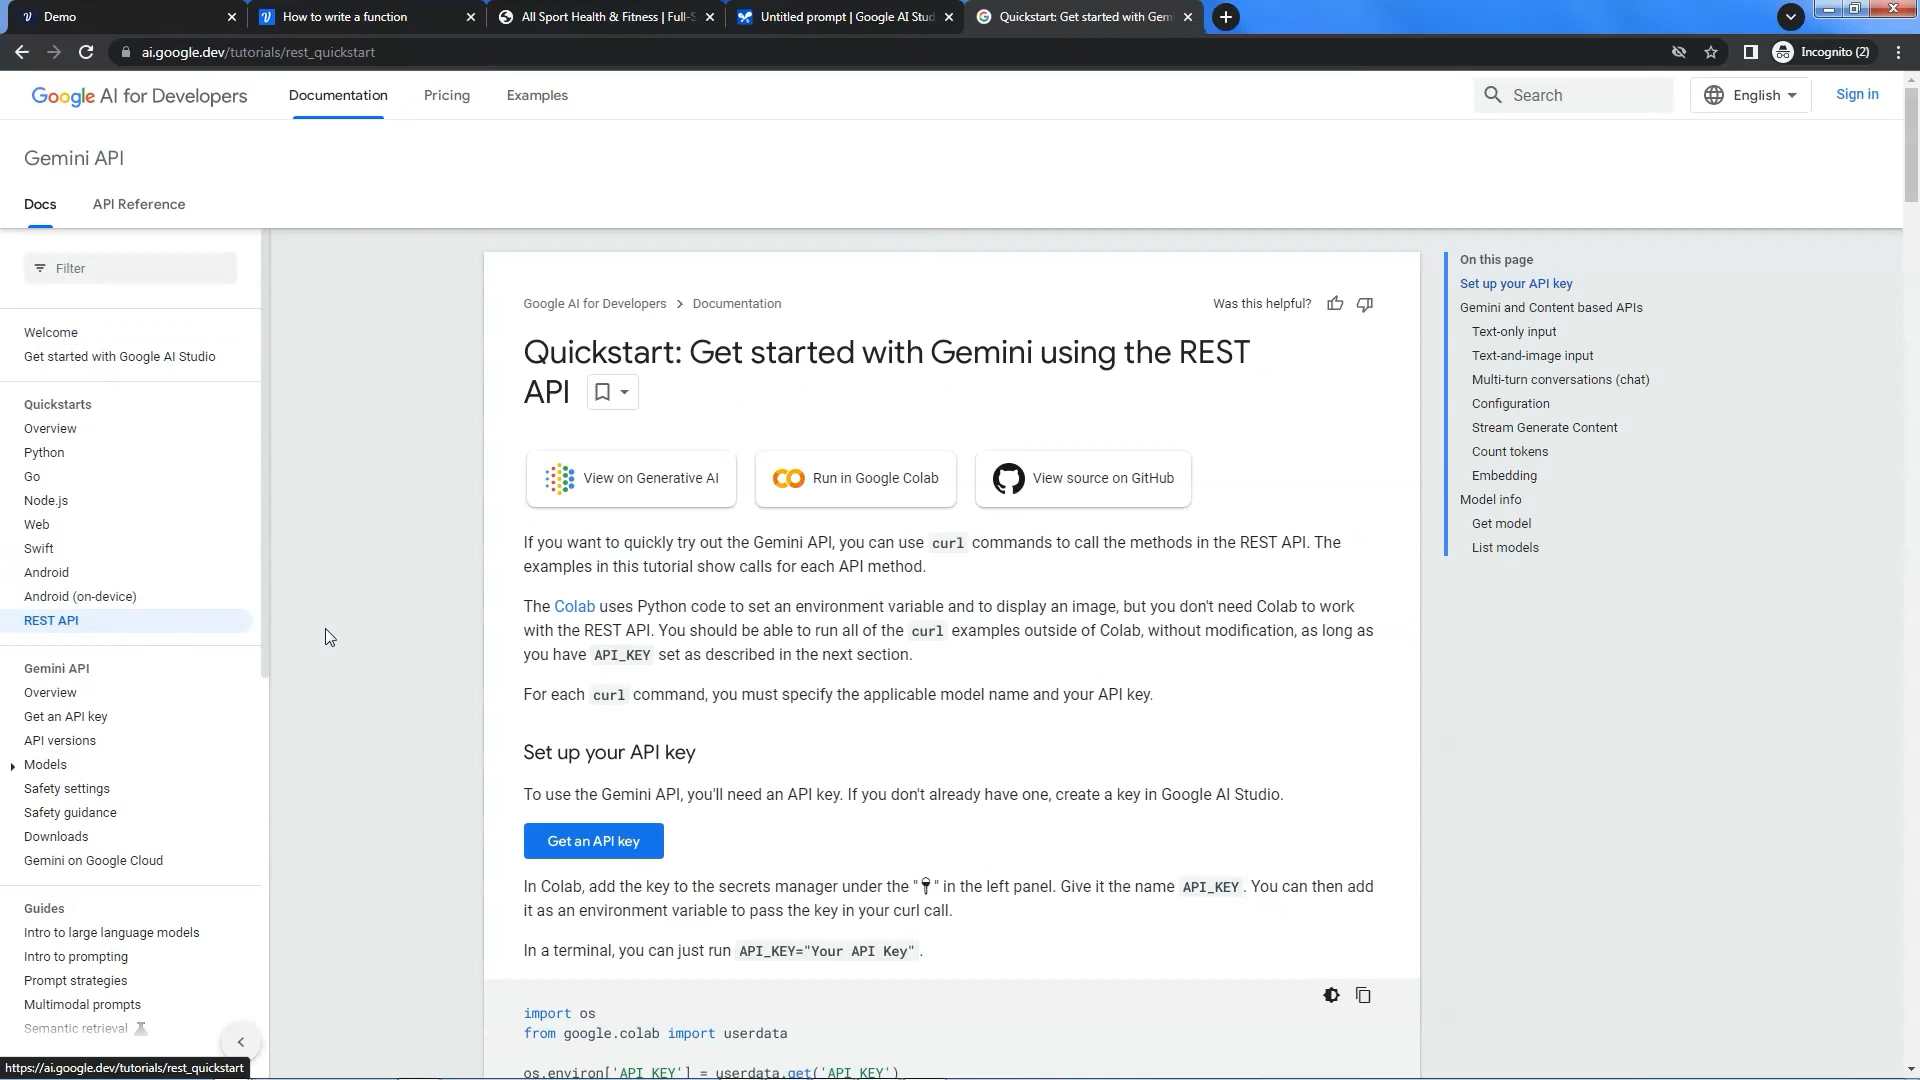 Demo
How to write a function
All Sport Health & Fitness | Full-S
Untitled prompt | Google AI Stud
Quickstart: Get started with Gem
ai.google.dev/tutorials/rest_quickstart
Incognito (2)
Google AI for Developers
Documentation
Pricing
Examples
Search
English
Sign in
Gemini API
Docs
API Reference
Filter
Welcome
Get started with Google AI Studio
Quickstarts
Overview
Python
Go
Node.js
Web
Swift
Android
Android (on-device)
REST API
Gemini API
Overview
Get an API key
API versions
Models
Safety settings
Safety guidance
Downloads
Gemini on Google Cloud
Guides
Intro to large language models
Intro to prompting
Prompt strategies
Multimodal prompts
Semantic retrieval
https://ai.google.dev/tutorials/rest_quickstart
Google AI for Developers > Documentation
Was this helpful?
Quickstart: Get started with Gemini using the REST
API
View on Generative AI
Run in Google Colab
View source on GitHub
If you want to quickly try out the Gemini API, you can use curl commands to call the methods in the REST API. The
examples in this tutorial show calls for each API method.
The Colab uses Python code to set an environment variable and to display an image, but you don't need Colab to work
with the REST API. You should be able to run all of the curl examples outside of Colab, without modification, as long as
you have API_KEY set as described in the next section.
For each curl command, you must specify the applicable model name and your API key.
Set up your API key
To use the Gemini API, you'll need an API key. If you don't already have one, create a key in Google AI Studio.
Get an API key
In Colab, add the key to the secrets manager under the "🔑" in the left panel. Give it the name API_KEY. You can then add
it as an environment variable to pass the key in your curl call.
In a terminal, you can just run API_KEY="Your API Key".
import os
from google.colab import userdata
os.environ['API_KEY'] = userdata.get('API_KEY')
On this page
Set up your API key
Gemini and Content based APIs
Text-only input
Text-and-image input
Multi-turn conversations (chat)
Configuration
Stream Generate Content
Count tokens
Embedding
Model info
Get model
List models